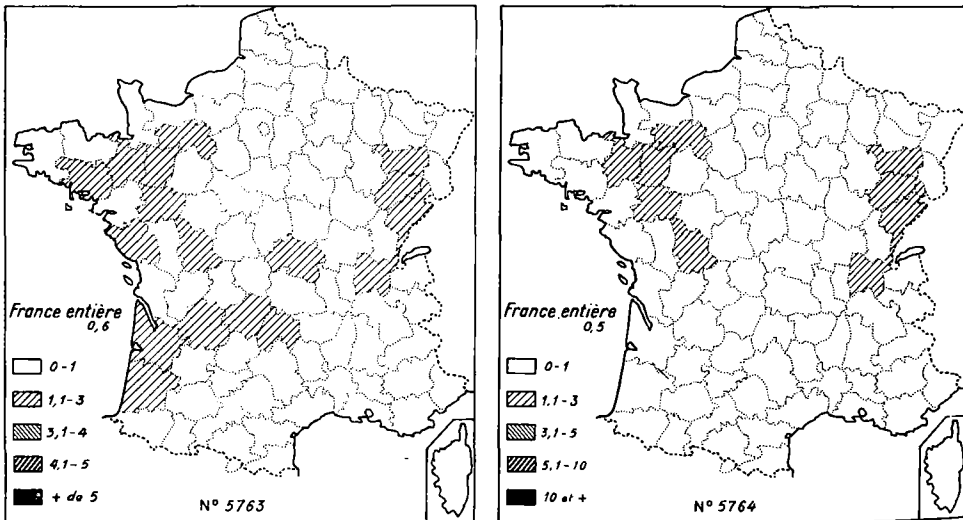 France entière
0,6
0-1
1,1-3
3,1-4
4,1-5
+ de 5
N° 5763
France entière
0,5
0-1
1,1-3
3,1-5
5,1-10
10 et +
N° 5764